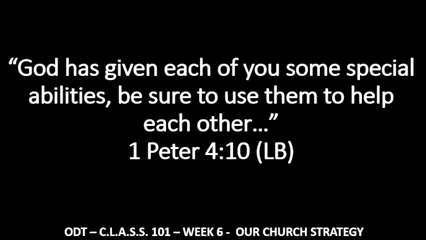 “God has given each of you some special
abilities, be sure to use them to help
each other…”
1 Peter 4:10 (LB)
ODT – C.L.A.S.S. 101 – WEEK 6 - OUR CHURCH STRATEGY